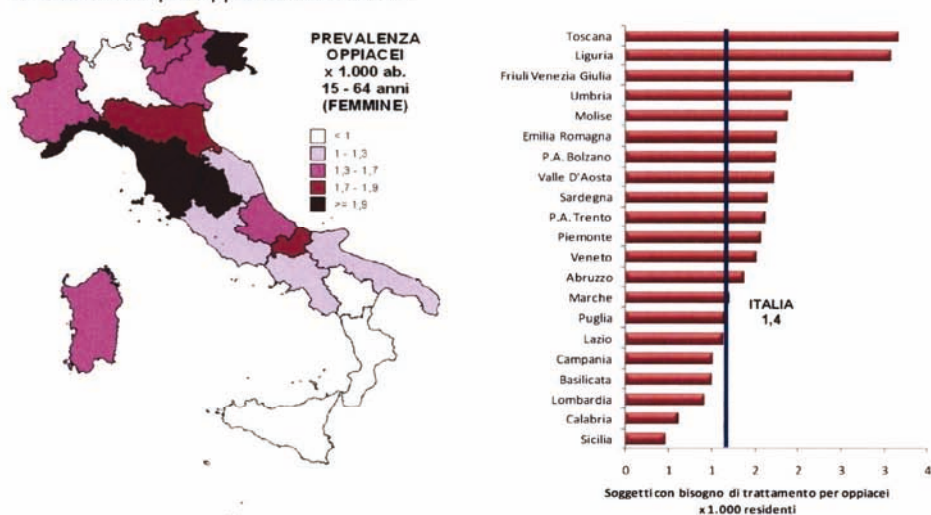 PREVALENZA
OPPIACEI
x 1.000 ab.
15 - 64 anni
(FEMMINE)
< 1
1 - 1,3
1,3 - 1,7
1,7 - 1,9
>= 1,9
Toscana
Liguria
Friuli Venezia Giulia
Umbria
Molise
Emilia Romagna
P.A. Bolzano
Valle D'Aosta
Sardegna
P.A. Trento
Piemonte
Veneto
Abruzzo
Marche
Puglia
Lazio
Campania
Basilicata
Lombardia
Calabria
Sicilia
ITALIA
1,4
0 1 1 2 2 3 3 4
Soggetti con bisogno di trattamento per oppiacei
x 1.000 residenti